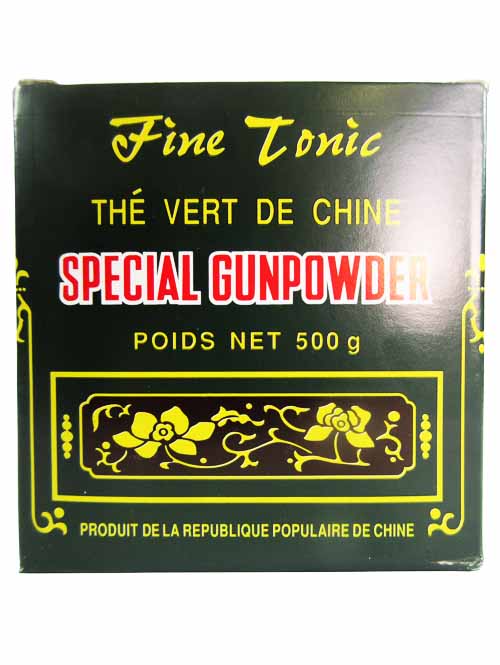 Fine Tonic
THÉ VERT DE CHINE
SPECIAL GUNPOWDER
POIDS NET 500 g
PRODUIT DE LA REPUBLIQUE POPULAIRE DE CHINE